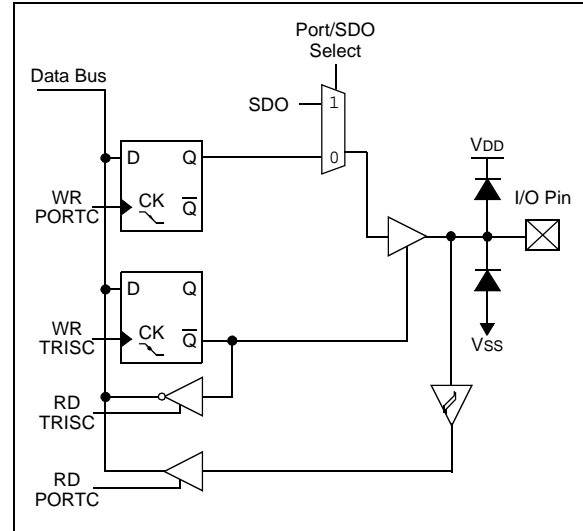 Port/SDO
Select
Data Bus
SDO
1
0
VDD
I/O Pin
D
Q
WR
PORTC
CK
Q
D
Q
WR
TRISC
CK
Q
VSS
RD
TRISC
RD
PORTC